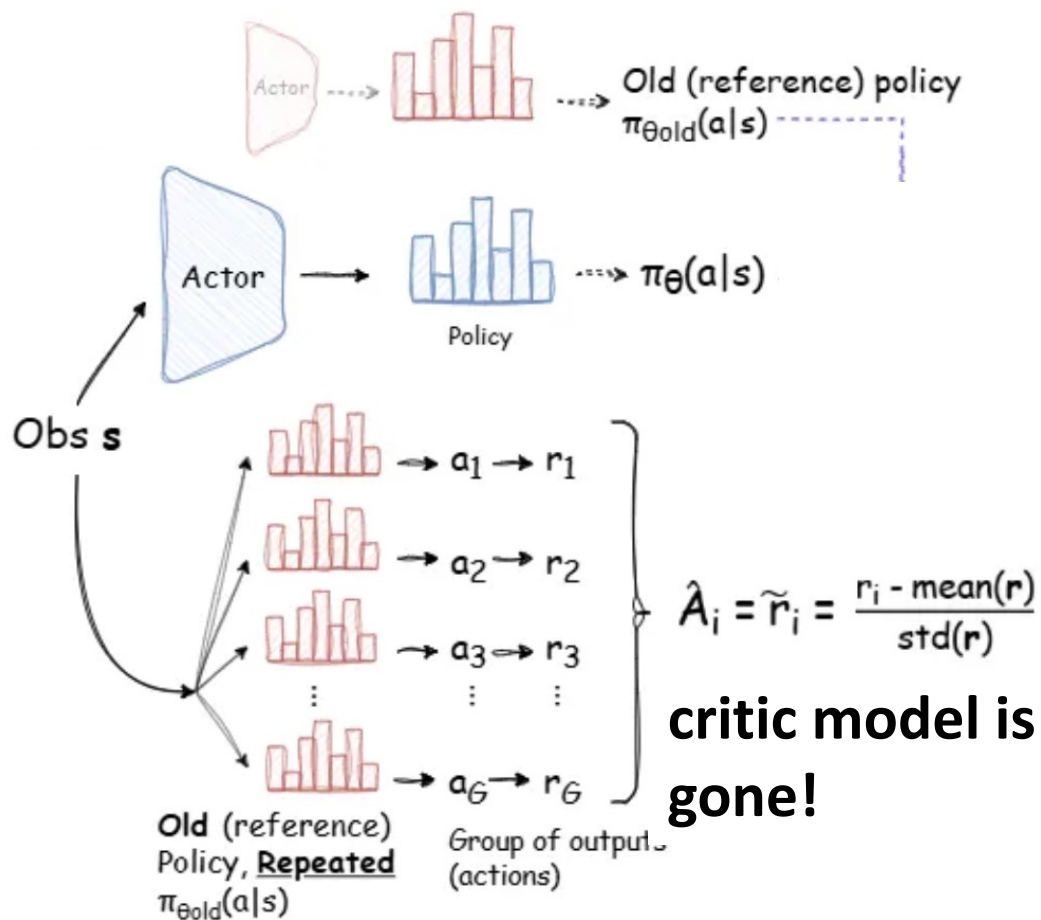 Actor
Old (reference) policy
πθold(a|s)
Actor
πθ(a|s)
Policy
Obs s
a1 r1
a2 r2
a3 r3
⋮ ⋮ ⋮
aG rG
Âi = r̃i = ri - mean(r) / std(r)
critic model is
gone!
Old (reference)
Policy, Repeated
πθold(a|s)
Group of outputs
(actions)